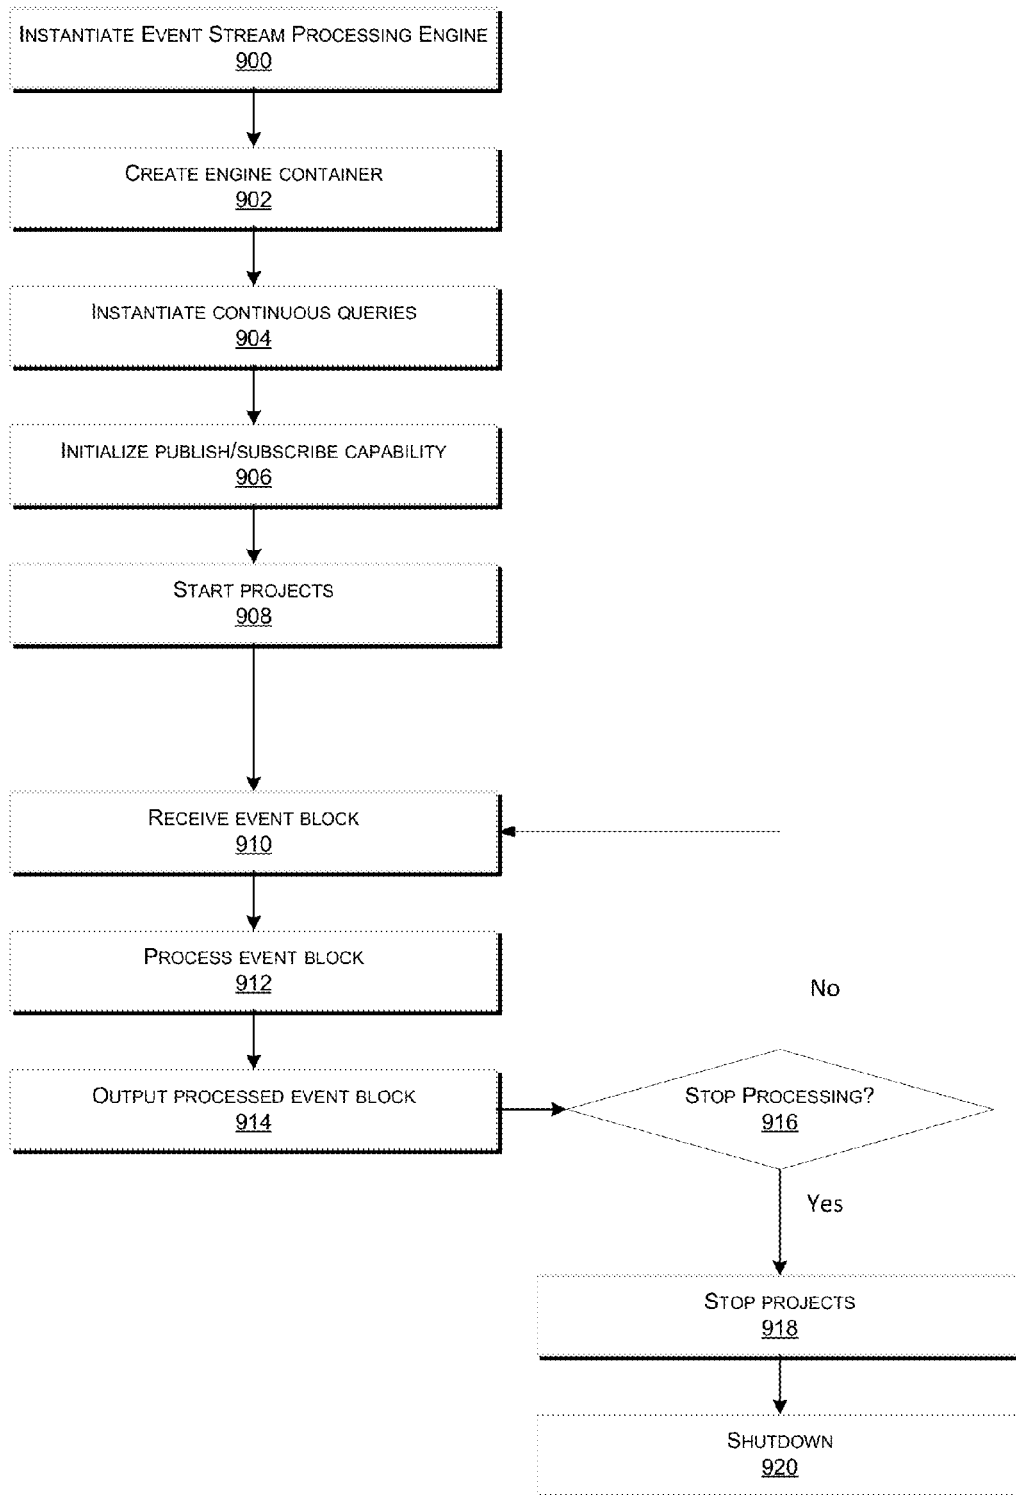 INSTANTIATE EVENT STREAM PROCESSING ENGINE
900
CREATE ENGINE CONTAINER
902
INSTANTIATE CONTINUOUS QUERIES
904
INITIALIZE PUBLISH/SUBSCRIBE CAPABILITY
906
START PROJECTS
908
RECEIVE EVENT BLOCK
910
PROCESS EVENT BLOCK
912
No
OUTPUT PROCESSED EVENT BLOCK
914
STOP PROCESSING?
916
Yes
STOP PROJECTS
918
SHUTDOWN
920